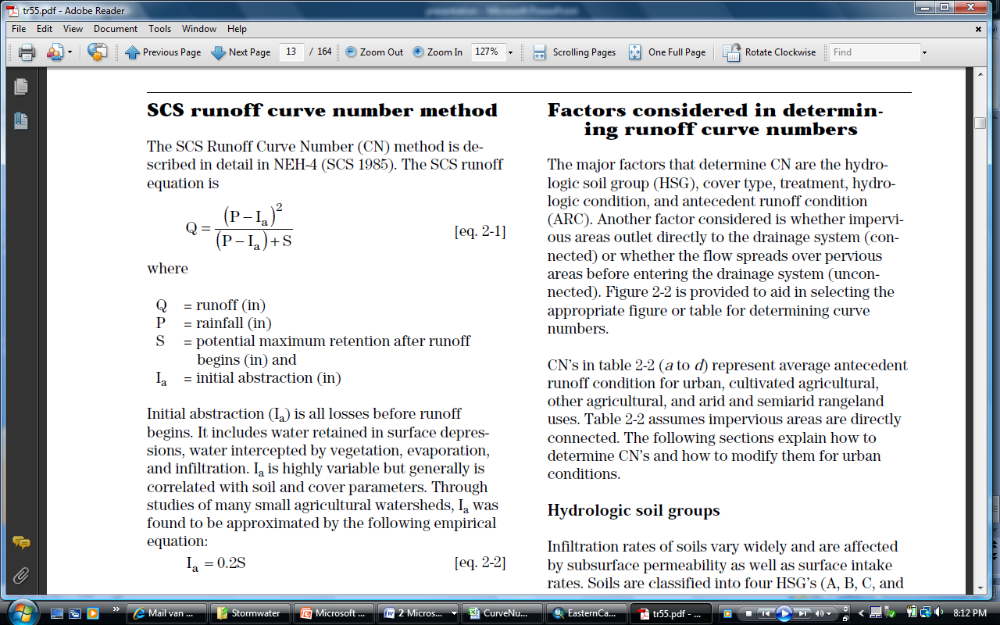 tr55.pdf - Adobe Reader
File Edit View Document Tools Window Help
Previous Page Next Page 13 / 164 Zoom Out Zoom In 127% Scrolling Pages One Full Page Rotate Clockwise Find
SCS runoff curve number method
The SCS Runoff Curve Number (CN) method is de-
scribed in detail in NEH-4 (SCS 1985). The SCS runoff
equation is
Q = (P – Ia)² / (P – Ia) + S [eq. 2-1]
where
Q = runoff (in)
P = rainfall (in)
S = potential maximum retention after runoff
begins (in) and
Ia = initial abstraction (in)
Initial abstraction (Ia) is all losses before runoff
begins. It includes water retained in surface depres-
sions, water intercepted by vegetation, evaporation,
and infiltration. Ia is highly variable but generally is
correlated with soil and cover parameters. Through
studies of many small agricultural watersheds, Ia was
found to be approximated by the following empirical
equation:
Ia = 0.2S [eq. 2-2]
Factors considered in determin-
ing runoff curve numbers
The major factors that determine CN are the hydro-
logic soil group (HSG), cover type, treatment, hydro-
logic condition, and antecedent runoff condition
(ARC). Another factor considered is whether impervi-
ous areas outlet directly to the drainage system (con-
nected) or whether the flow spreads over pervious
areas before entering the drainage system (uncon-
nected). Figure 2-2 is provided to aid in selecting the
appropriate figure or table for determining curve
numbers.
CN's in table 2-2 (a to d) represent average antecedent
runoff condition for urban, cultivated agricultural,
other agricultural, and arid and semiarid rangeland
uses. Table 2-2 assumes impervious areas are directly
connected. The following sections explain how to
determine CN's and how to modify them for urban
conditions.
Hydrologic soil groups
Infiltration rates of soils vary widely and are affected
by subsurface permeability as well as surface intake
rates. Soils are classified into four HSG's (A, B, C, and
Mail van ... Stormwater Microsoft ... 2 Micros... CurveNu... EasternCa... tr55.pdf - ... 8:12 PM